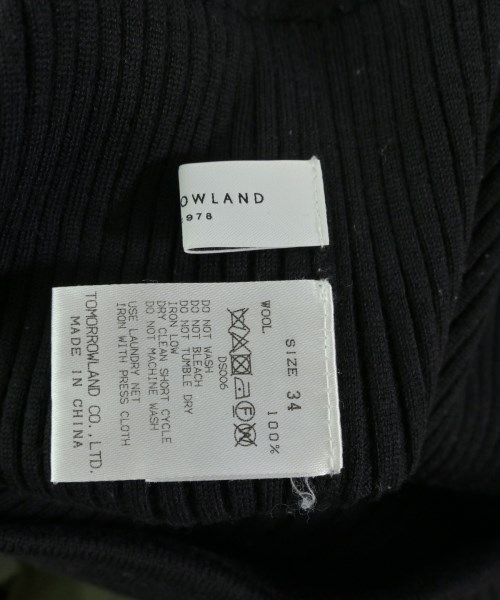 OWLAND
978
SIZE 34
WOOL 100%
DS006
DO NOT WASH
DO NOT BLEACH
DO NOT TUMBLE DRY
IRON LOW
DRY CLEAN SHORT CYCLE
DO NOT MACHINE WASH
USE LAUNDRY NET
IRON WITH PRESS CLOTH
TOMORROWLAND CO.,LTD.
MADE IN CHINA